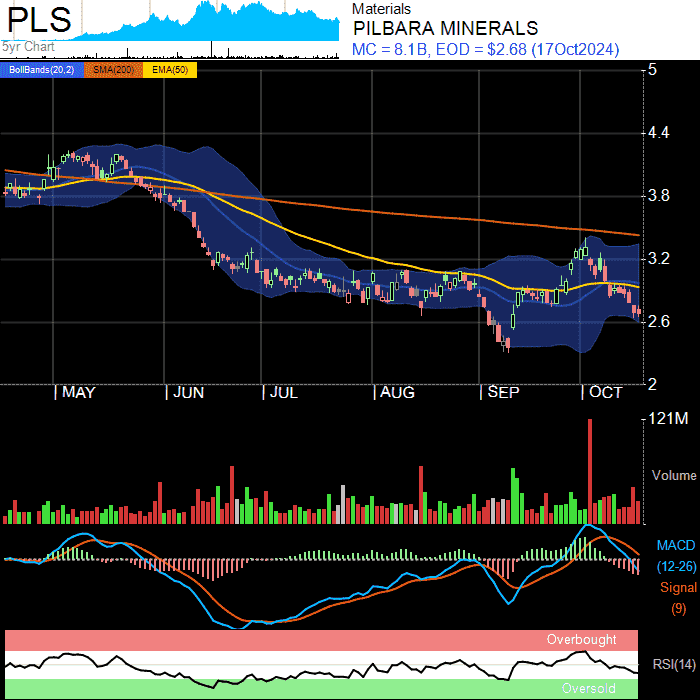 PLS
5yr Chart
Materials
PILBARA MINERALS
MC = 8.1B, EOD = $2.68 (17Oct2024)
BollBands(20,2) SMA(200) EMA(50)
5
4.4
3.8
3.2
2.6
2
MAY JUN JUL AUG SEP OCT
121M
Volume
MACD
(12-26)
Signal
(9)
Overbought
RSI(14)
Oversold